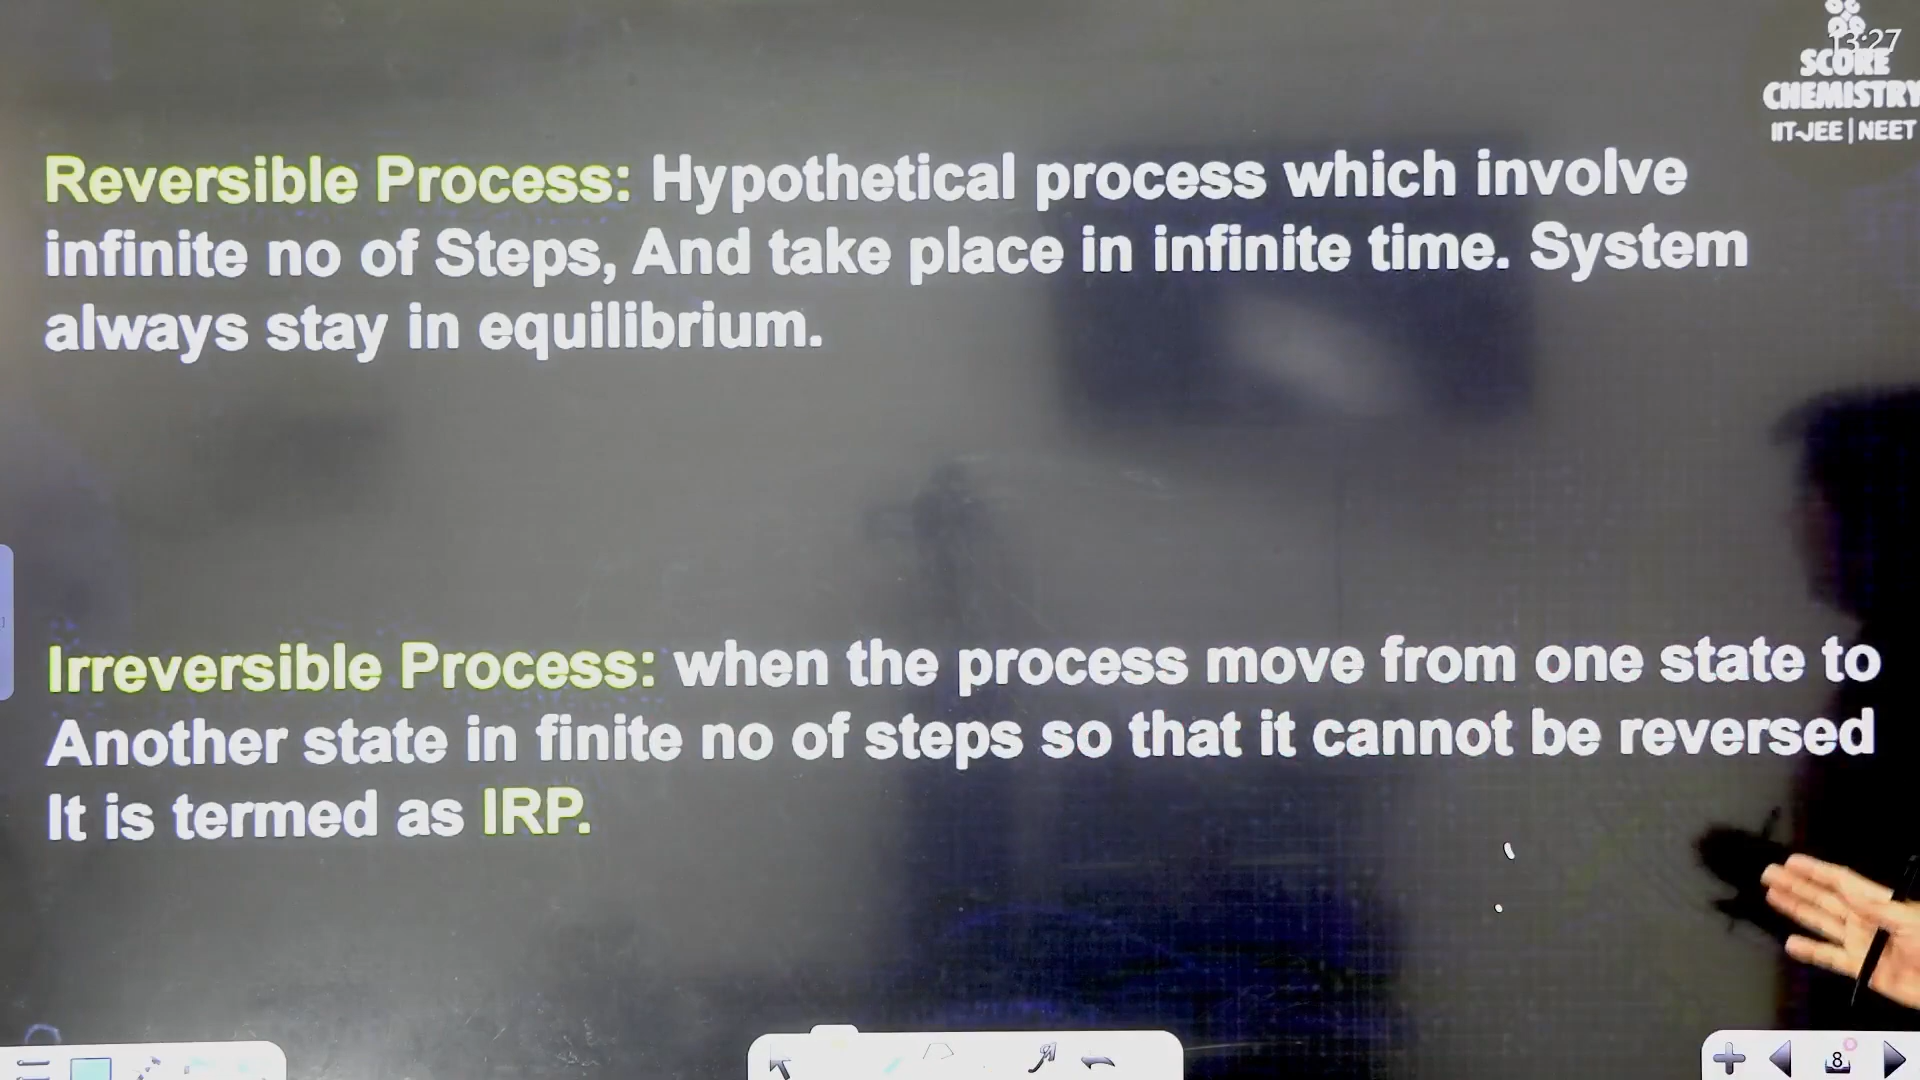 13:27
SCORE
CHEMISTRY
IIT-JEE | NEET
Reversible Process: Hypothetical process which involve
infinite no of Steps, And take place in infinite time. System
always stay in equilibrium.
Irreversible Process: when the process move from one state to
Another state in finite no of steps so that it cannot be reversed
It is termed as IRP.
8